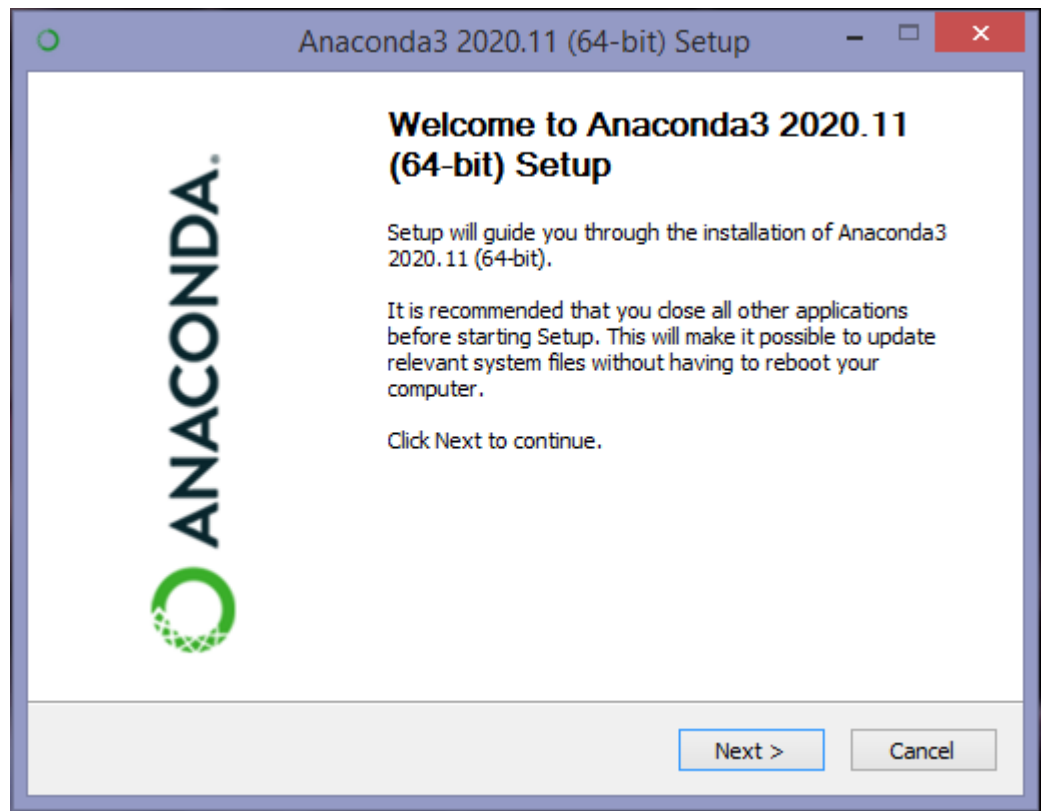 Anaconda3 2020.11 (64-bit) Setup
ANACONDA.
Welcome to Anaconda3 2020.11
(64-bit) Setup
Setup will guide you through the installation of Anaconda3
2020.11 (64-bit).
It is recommended that you close all other applications
before starting Setup. This will make it possible to update
relevant system files without having to reboot your
computer.
Click Next to continue.
Next >
Cancel